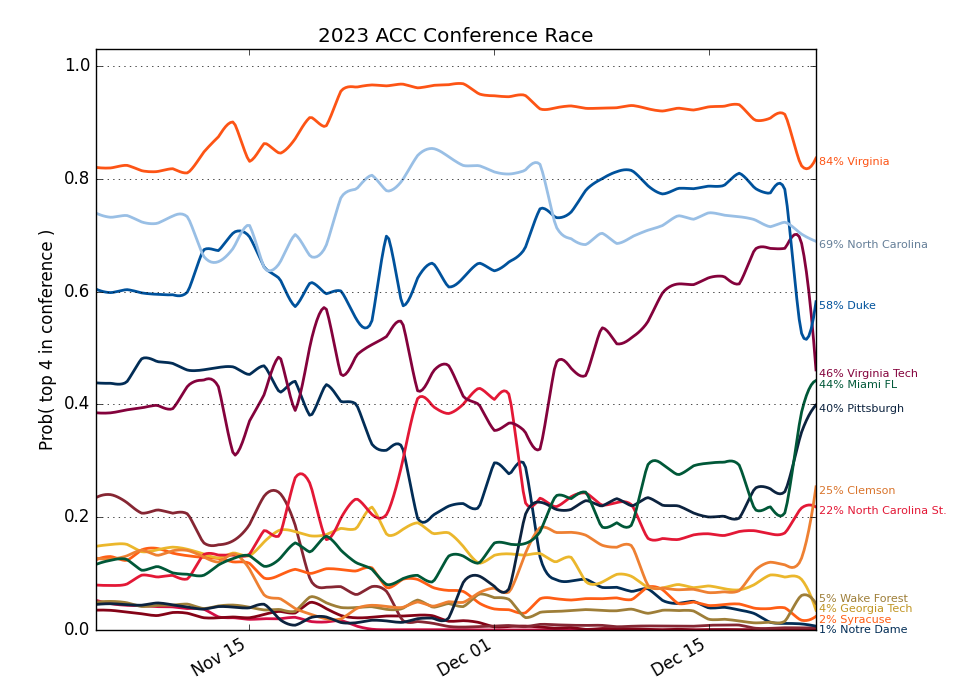 2023 ACC Conference Race
Prob( top 4 in conference )
1.0
0.8
0.6
0.4
0.2
0.0
Nov 15
Dec 01
Dec 15
84% Virginia
69% North Carolina
58% Duke
46% Virginia Tech
44% Miami FL
40% Pittsburgh
25% Clemson
22% North Carolina St.
5% Wake Forest
4% Georgia Tech
2% Syracuse
1% Notre Dame